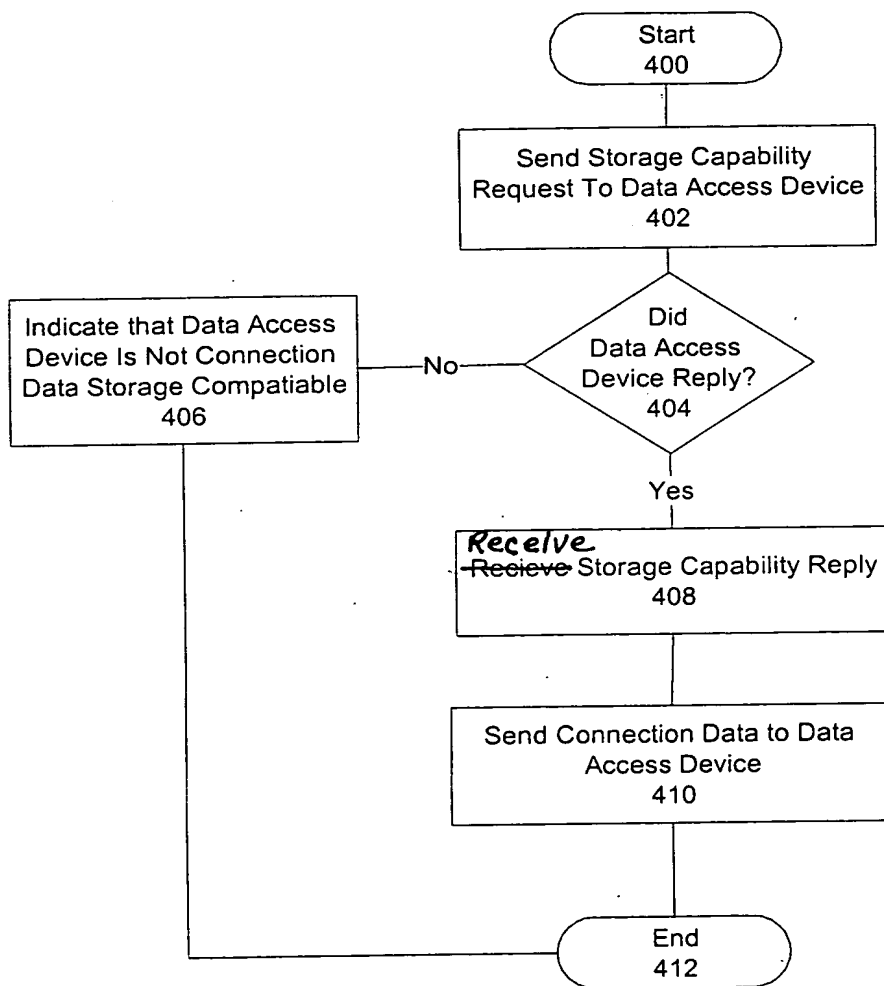 Start
400
Send Storage Capability
Request To Data Access Device
402
Did
Data Access
Device Reply?
404
No
Indicate that Data Access
Device Is Not Connection
Data Storage Compatiable
406
Yes
Receive
Recieve Storage Capability Reply
408
Send Connection Data to Data
Access Device
410
End
412